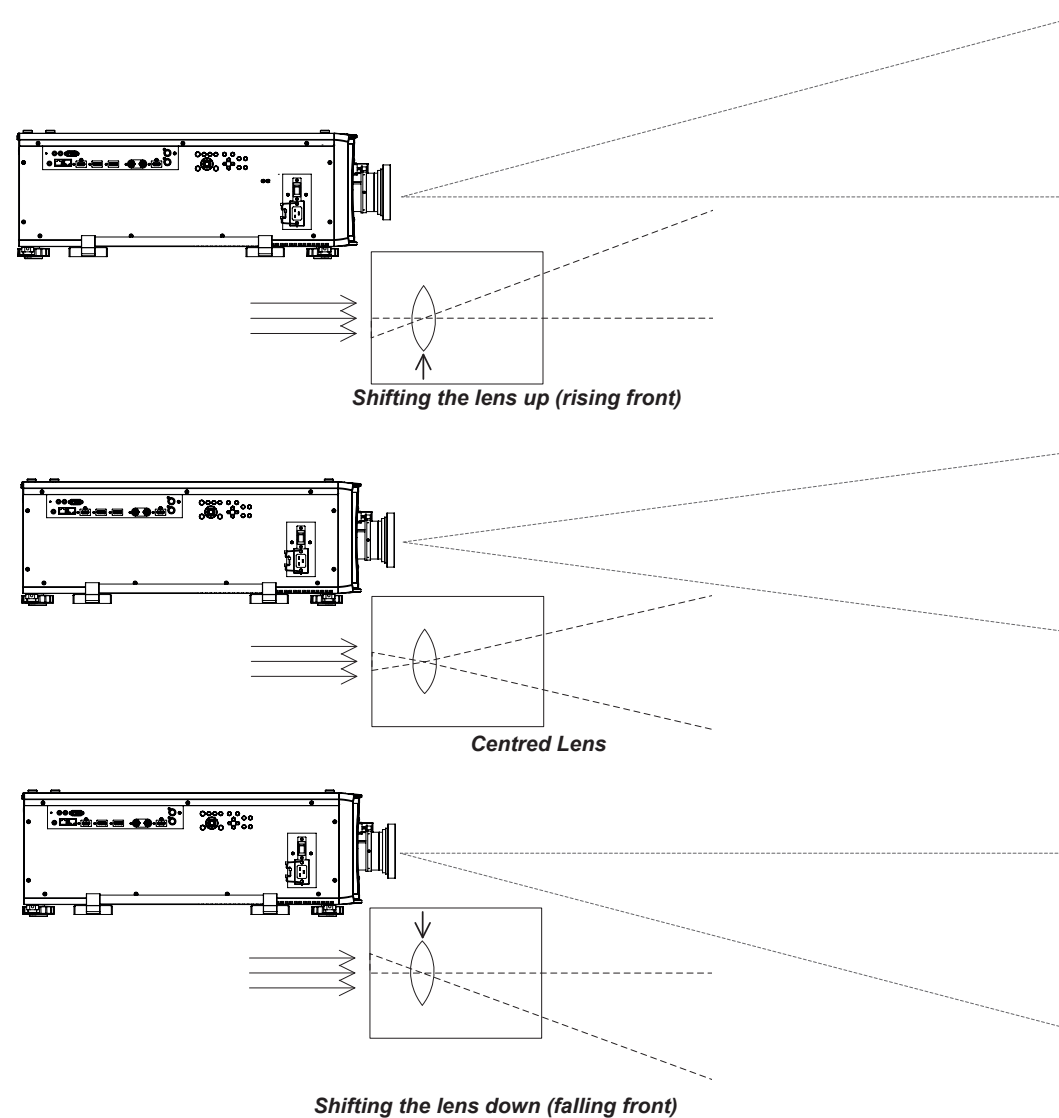 Shifting the lens up (rising front)
Centred Lens
Shifting the lens down (falling front)